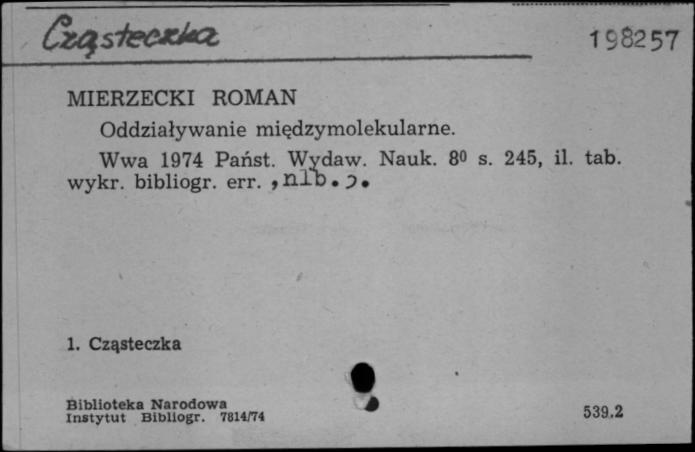 Cząsteczka
198257
MIERZECKI ROMAN
Oddziaływanie międzymolekularne.
Wwa 1974 Państ. Wydaw. Nauk. 8⁰ s. 245, il. tab.
wykr. bibliogr. err. ,nlb.
1. Cząsteczka
Biblioteka Narodowa
Instytut Bibliogr. 7814/74
539.2